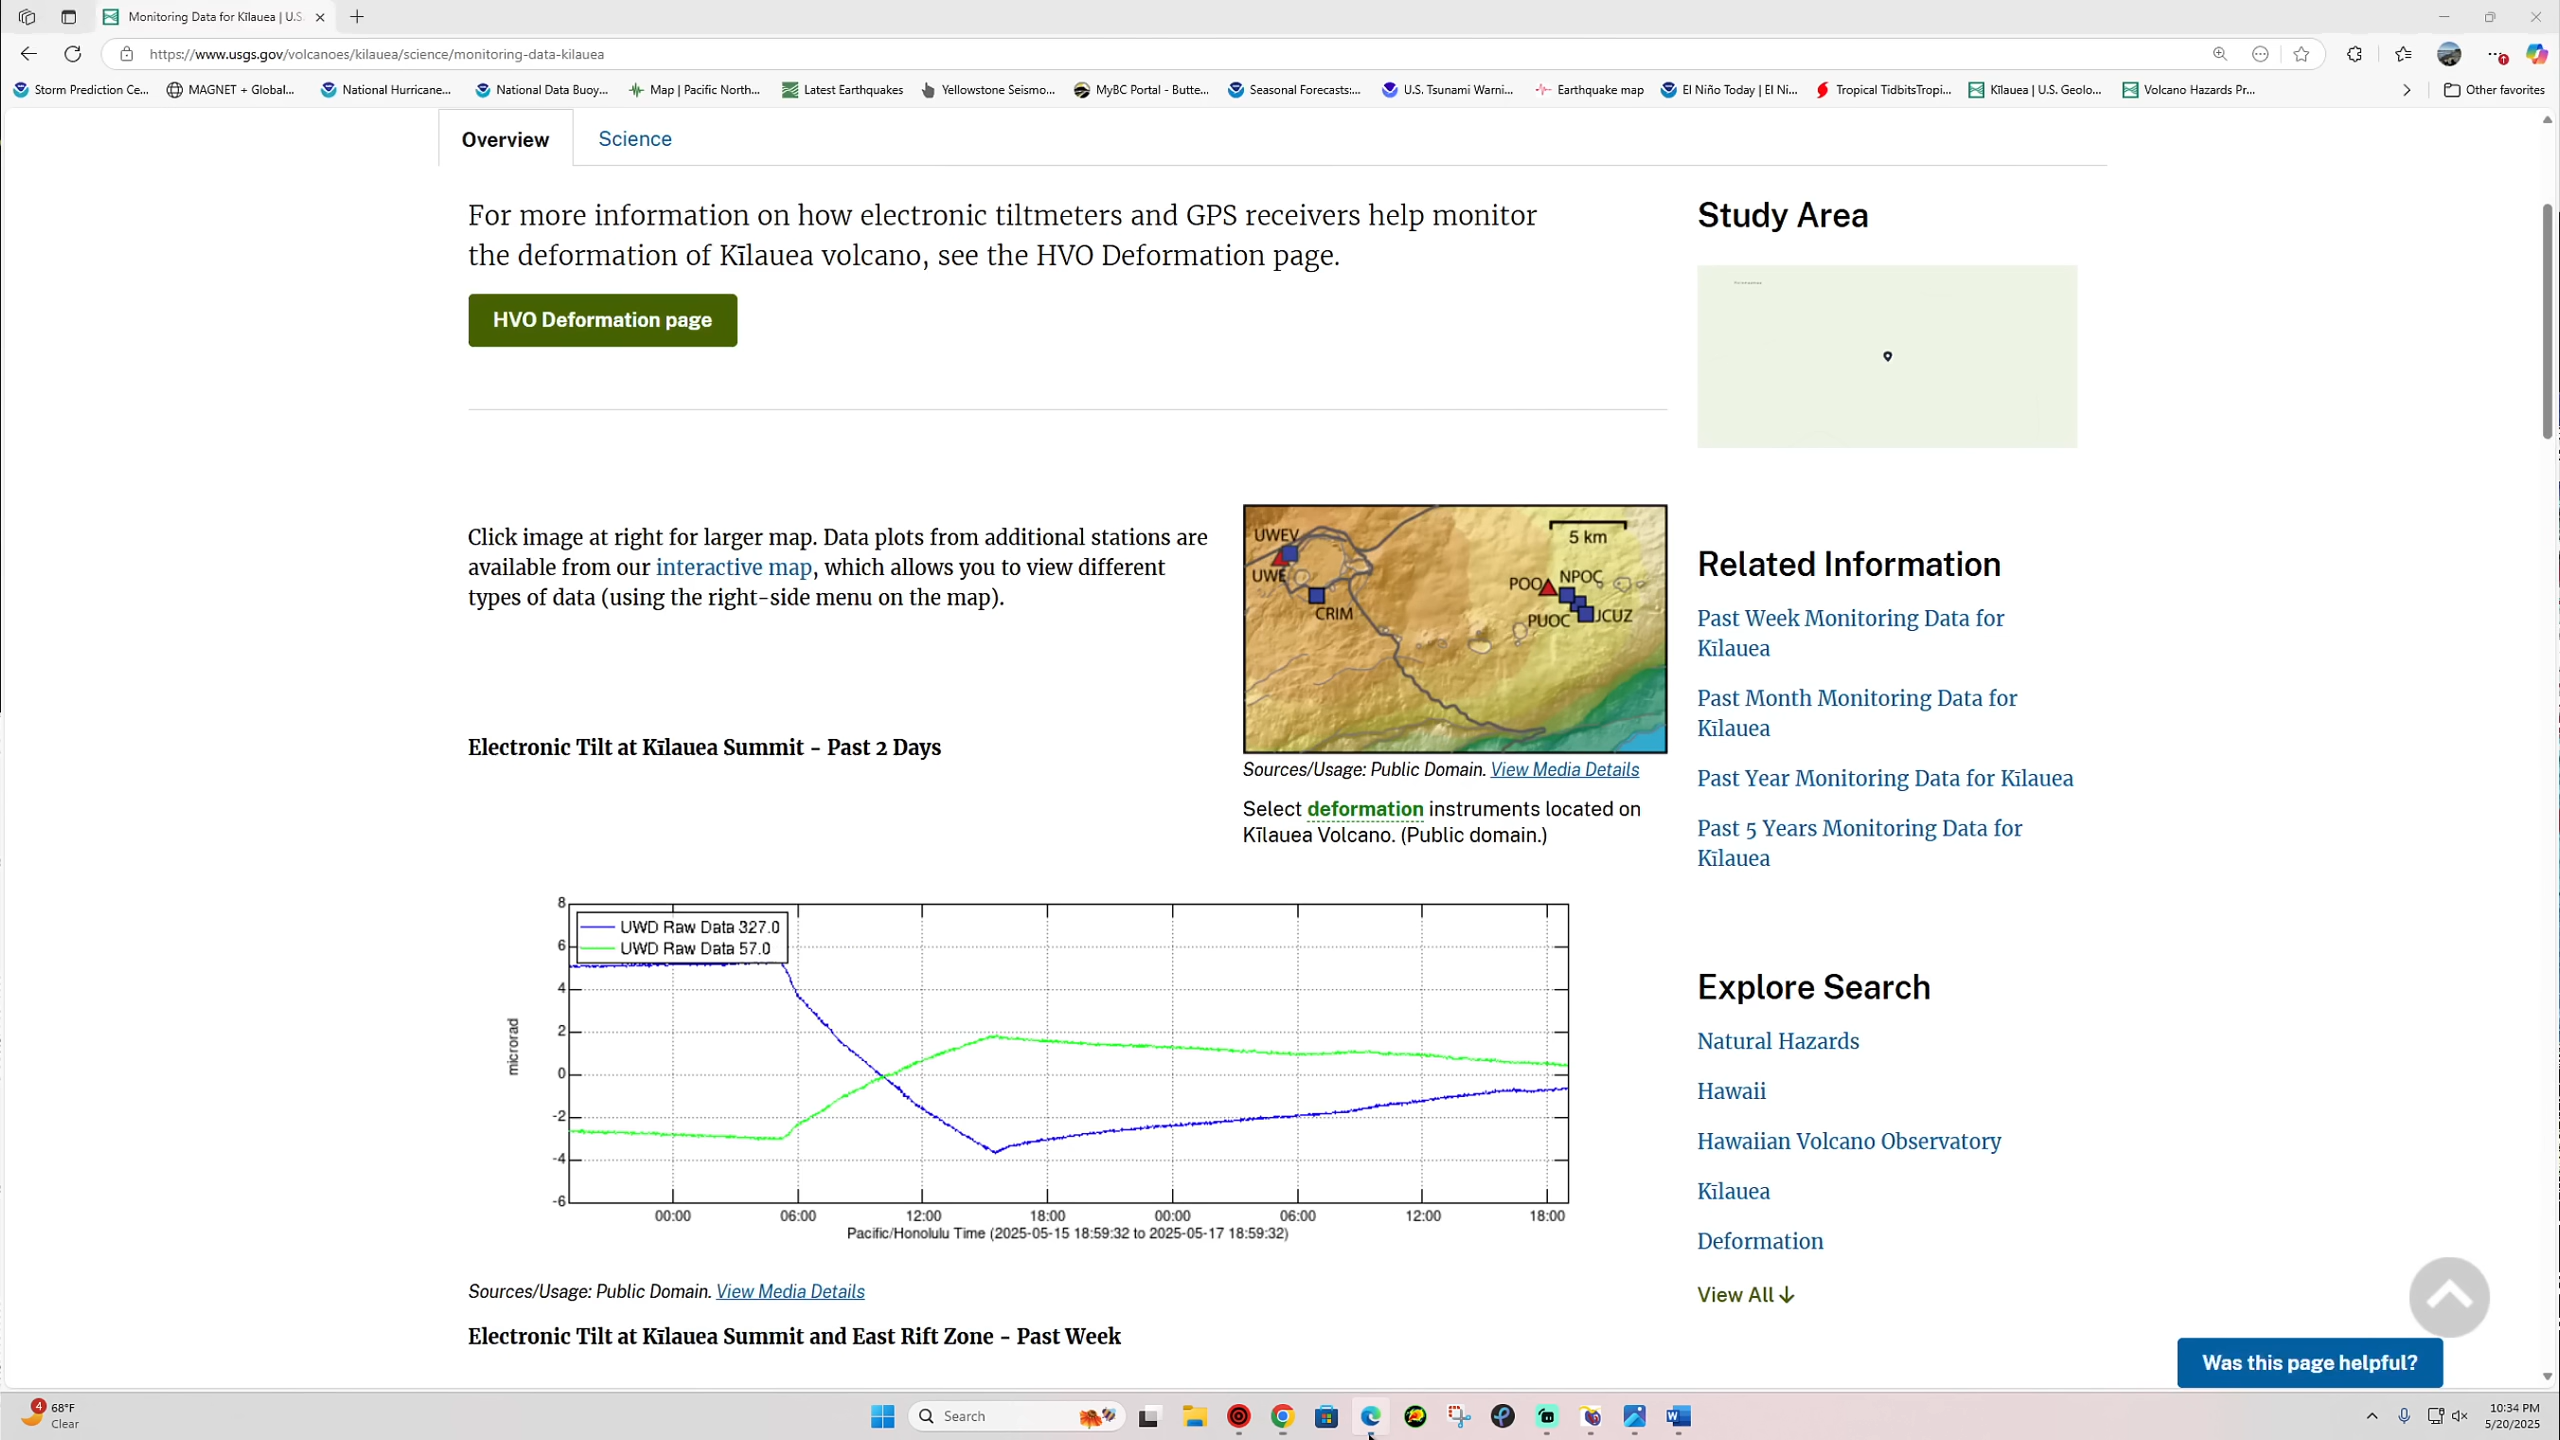 Monitoring Data for Kīlauea | U.S.
https://www.usgs.gov/volcanoes/kilauea/science/monitoring-data-kilauea
Storm Prediction Ce...
MAGNET + Global...
National Hurricane...
National Data Buoy...
Map | Pacific North...
Latest Earthquakes
Yellowstone Seismo...
MyBC Portal - Butte...
Seasonal Forecasts:...
U.S. Tsunami Warni...
Earthquake map
El Niño Today | El Ni...
Tropical TidbitsTropi...
Kīlauea | U.S. Geolo...
Volcano Hazards Pr...
Other favorites
Overview
Science
For more information on how electronic tiltmeters and GPS receivers help monitor
the deformation of Kīlauea volcano, see the HVO Deformation page.
HVO Deformation page
Study Area
Click image at right for larger map. Data plots from additional stations are
available from our interactive map, which allows you to view different
types of data (using the right-side menu on the map).
UWEV
UWE
CRIM
5 km
POO
NPOC
PUOC
JCUZ
Sources/Usage: Public Domain. View Media Details
Select deformation instruments located on
Kīlauea Volcano. (Public domain.)
Related Information
Past Week Monitoring Data for
Kīlauea
Past Month Monitoring Data for
Kīlauea
Past Year Monitoring Data for Kīlauea
Past 5 Years Monitoring Data for
Kīlauea
Electronic Tilt at Kīlauea Summit - Past 2 Days
UWD Raw Data 327.0
UWD Raw Data 57.0
8
6
4
2
0
-2
-4
-6
microrad
00:00 06:00 12:00 18:00 00:00 06:00 12:00 18:00
Pacific/Honolulu Time (2025-05-15 18:59:32 to 2025-05-17 18:59:32)
Sources/Usage: Public Domain. View Media Details
Electronic Tilt at Kīlauea Summit and East Rift Zone - Past Week
Explore Search
Natural Hazards
Hawaii
Hawaiian Volcano Observatory
Kīlauea
Deformation
View All
Was this page helpful?
4
68°F
Clear
Search
10:34 PM
5/20/2025